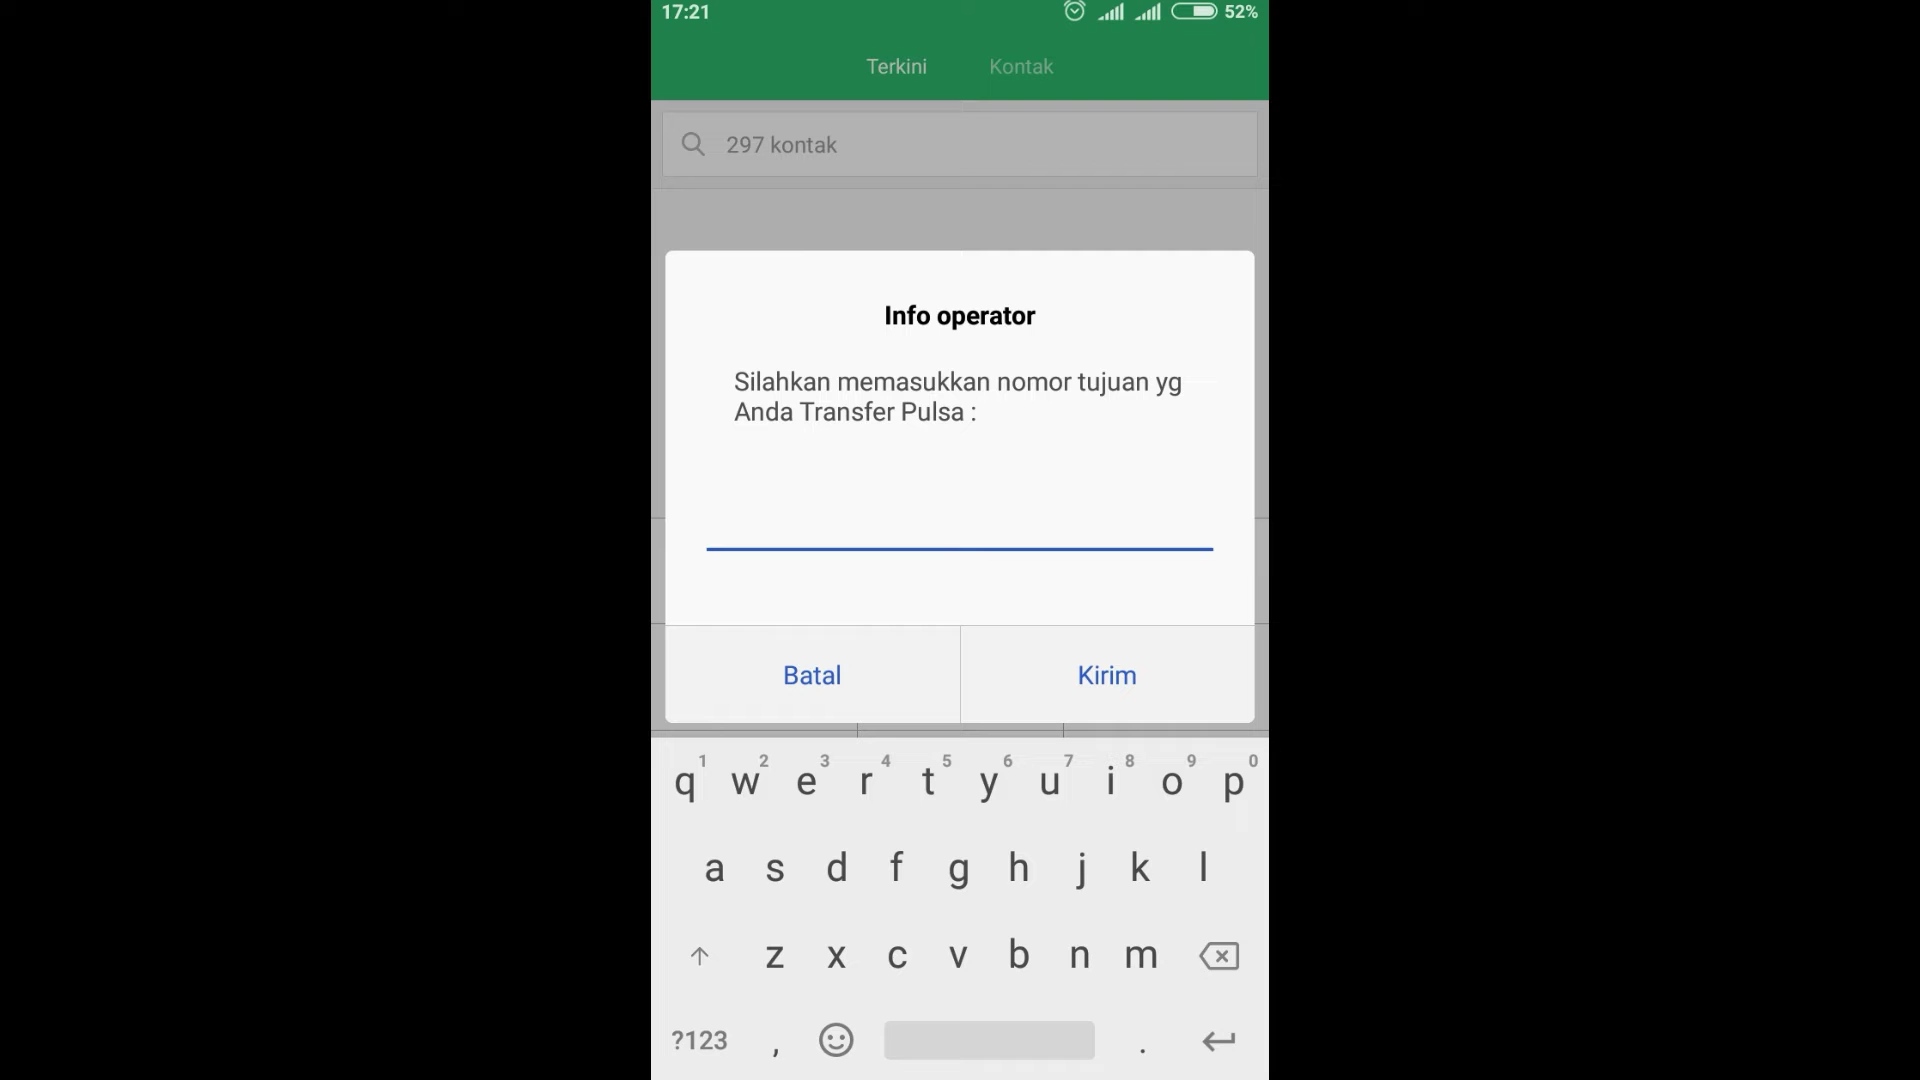 17:21 52%
Terkini Kontak
297 kontak
Info operator
Silahkan memasukkan nomor tujuan yg
Anda Transfer Pulsa :
Batal Kirim
1 2 3 4 5 6 7 8 9 0
q w e r t y u i o p
a s d f g h j k l
z x c v b n m
?123 , .